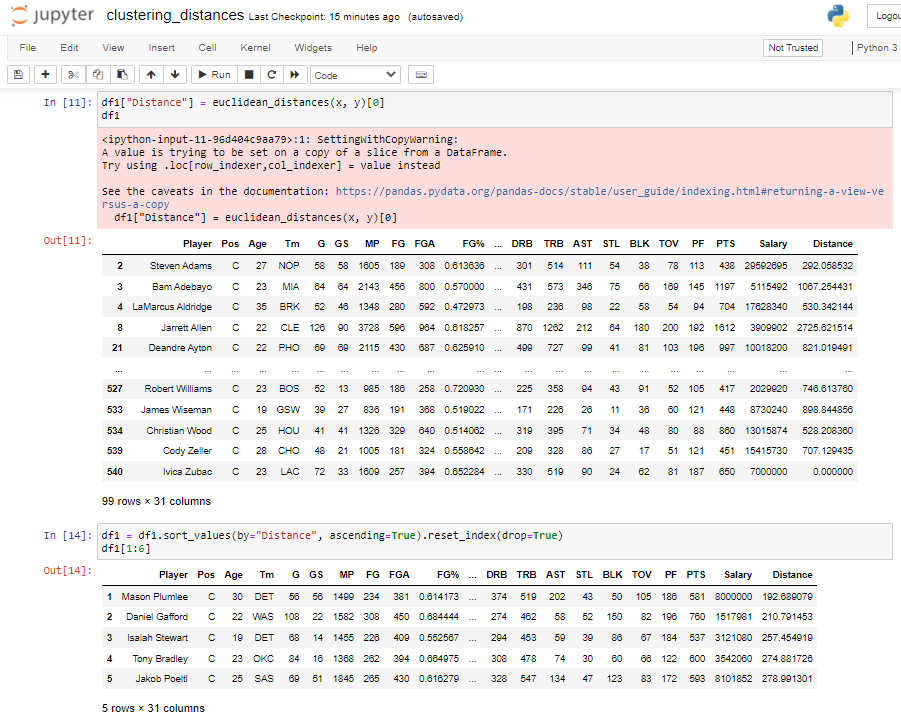 jupyter clustering_distances Last Checkpoint: 15 minutes ago (autosaved)
Logou
File Edit View Insert Cell Kernel Widgets Help
Not Trusted Python 3
Run Code
In [11]: df1["Distance"] = euclidean_distances(x, y)[0]
df1
<ipython-input-11-96d404c9aa79>:1: SettingWithCopyWarning:
A value is trying to be set on a copy of a slice from a DataFrame.
Try using .loc[row_indexer,col_indexer] = value instead
See the caveats in the documentation: https://pandas.pydata.org/pandas-docs/stable/user_guide/indexing.html#returning-a-view-ve
rsus-a-copy
df1["Distance"] = euclidean_distances(x, y)[0]
Out[11]:
Player Pos Age Tm G GS MP FG FGA FG% ... DRB TRB AST STL BLK TOV PF PTS Salary Distance
2 Steven Adams C 27 NOP 58 58 1605 189 308 0.613636 ... 301 514 111 54 38 78 113 438 29592695 292.058532
3 Bam Adebayo C 23 MIA 64 64 2143 456 800 0.570000 ... 431 573 346 75 66 169 145 1197 5115492 1067.254431
4 LaMarcus Aldridge C 35 BRK 52 46 1348 280 592 0.472973 ... 198 236 98 22 58 54 94 704 17628340 530.342144
8 Jarrett Allen C 22 CLE 126 90 3728 596 964 0.618257 ... 870 1262 212 64 180 200 192 1612 3909902 2725.621514
21 Deandre Ayton C 22 PHO 69 69 2115 430 687 0.625910 ... 499 727 99 41 81 103 196 997 10018200 821.019491
... ... ... ... ... ... ... ... ... ... ... ... ... ... ... ... ... ... ... ... ... ...
527 Robert Williams C 23 BOS 52 13 985 186 258 0.720930 ... 225 358 94 43 91 52 105 417 2029920 746.613760
533 James Wiseman C 19 GSW 39 27 836 191 368 0.519022 ... 171 226 26 11 36 60 121 448 8730240 898.844856
534 Christian Wood C 25 HOU 41 41 1326 329 640 0.514062 ... 319 395 71 34 48 80 88 860 13015874 528.208360
539 Cody Zeller C 28 CHO 48 21 1005 181 324 0.558642 ... 209 328 86 27 17 51 121 451 15415730 707.129435
540 Ivica Zubac C 23 LAC 72 33 1609 257 394 0.652284 ... 330 519 90 24 62 81 187 650 7000000 0.000000
99 rows × 31 columns
In [14]: df1 = df1.sort_values(by="Distance", ascending=True).reset_index(drop=True)
df1[1:6]
Out[14]:
Player Pos Age Tm G GS MP FG FGA FG% ... DRB TRB AST STL BLK TOV PF PTS Salary Distance
1 Mason Plumlee C 30 DET 56 56 1499 234 381 0.614173 ... 374 519 202 43 50 105 186 581 8000000 192.689079
2 Daniel Gafford C 22 WAS 108 22 1582 308 450 0.684444 ... 274 462 58 52 150 82 196 760 1517981 210.791453
3 Isaiah Stewart C 19 DET 68 14 1455 226 409 0.552567 ... 294 453 59 39 86 67 184 537 3121080 257.454919
4 Tony Bradley C 23 OKC 84 16 1368 262 394 0.664975 ... 308 478 74 30 60 66 122 600 3542060 274.881726
5 Jakob Poeltl C 25 SAS 69 51 1845 265 430 0.616279 ... 328 547 134 47 123 83 172 593 8101852 278.991301
5 rows × 31 columns